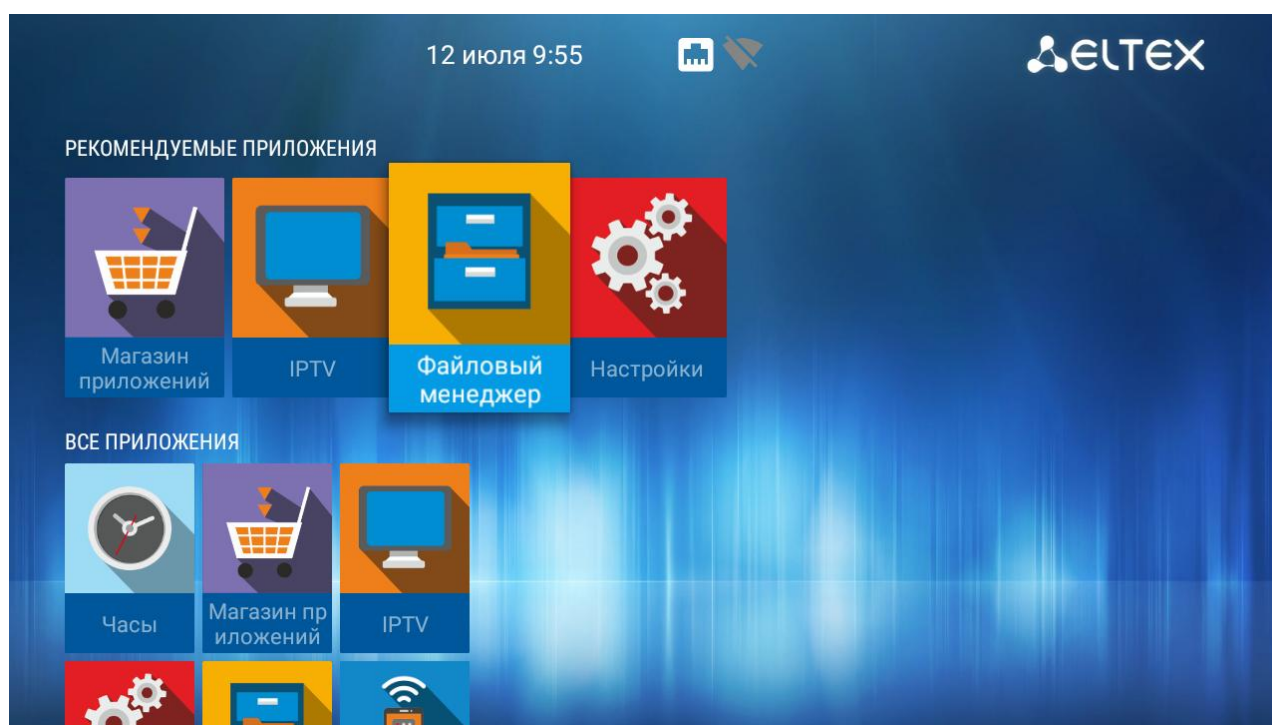 12 июля 9:55
ELTEX
РЕКОМЕНДУЕМЫЕ ПРИЛОЖЕНИЯ
Магазин
приложений
IPTV
Файловый
менеджер
Настройки
ВСЕ ПРИЛОЖЕНИЯ
Часы
Магазин пр
иложений
IPTV